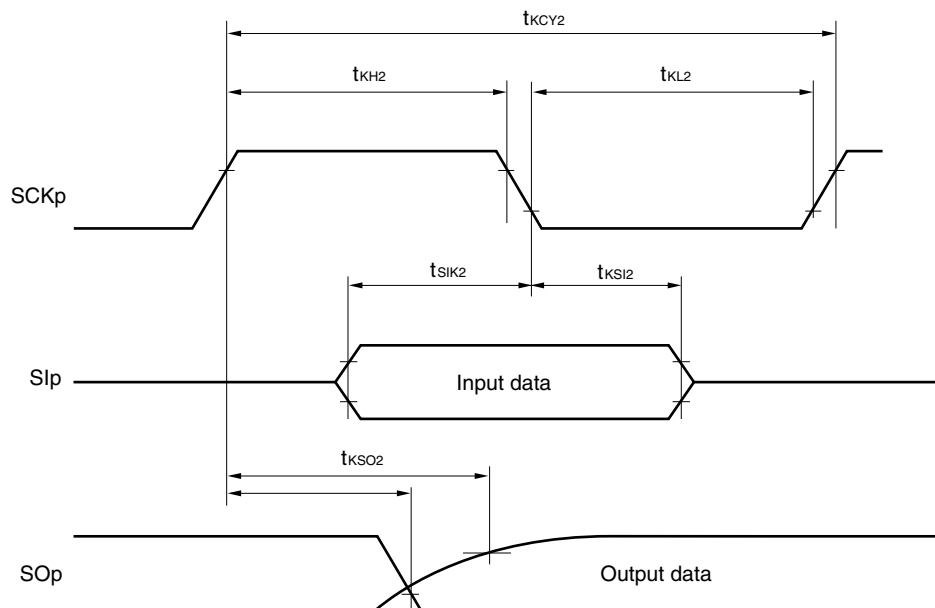 tKCY2
tKH2
tKL2
SCKp
tSIK2
tKSI2
SIp
Input data
tKSO2
SOp
Output data